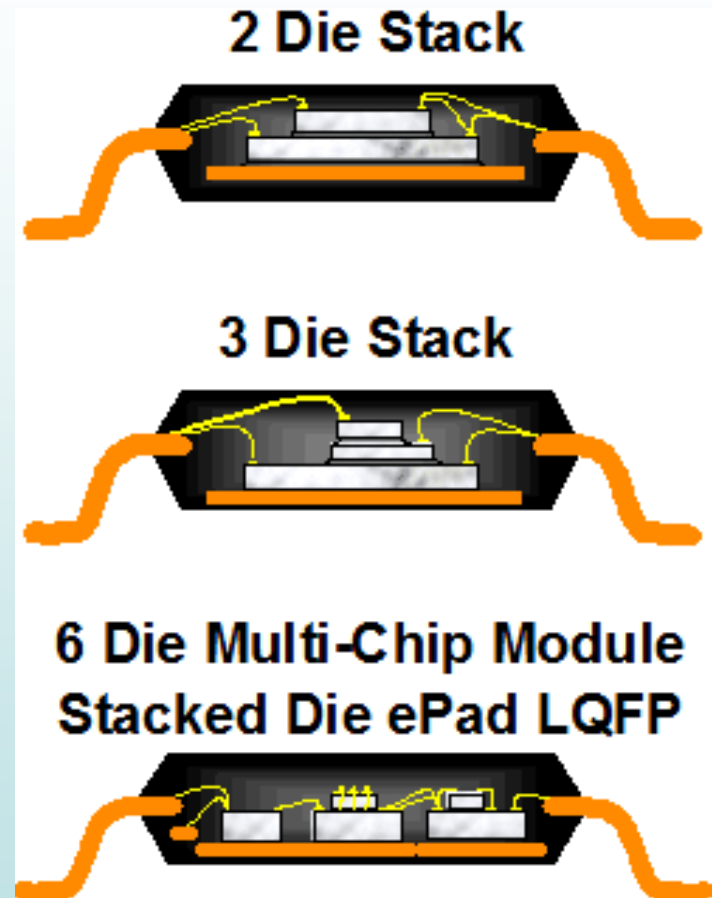 2 Die Stack
3 Die Stack
6 Die Multi-Chip Module
Stacked Die ePad LQFP